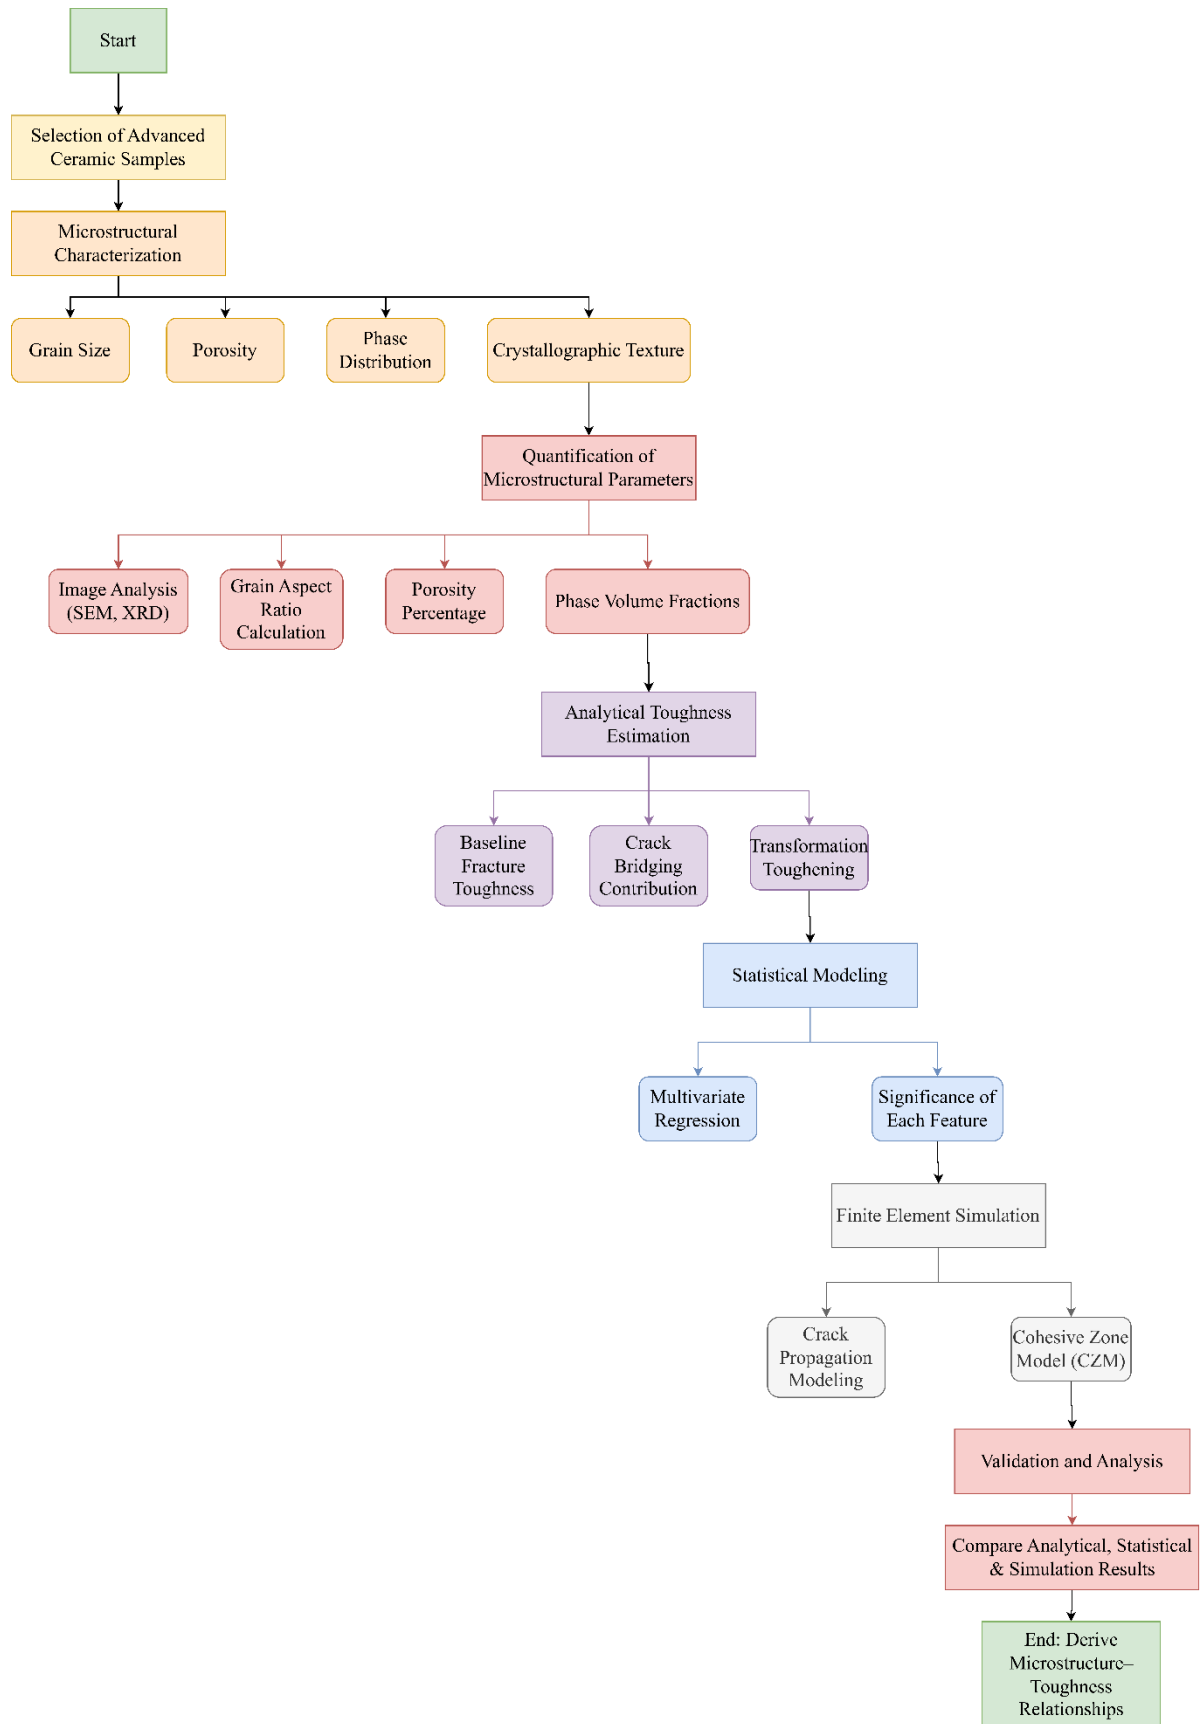 Start
Selection of Advanced
Ceramic Samples
Microstructural
Characterization
Grain Size
Porosity
Phase
Distribution
Crystallographic Texture
Quantification of
Microstructural Parameters
Image Analysis
(SEM, XRD)
Grain Aspect
Ratio
Calculation
Porosity
Percentage
Phase Volume Fractions
Analytical Toughness
Estimation
Baseline
Fracture
Toughness
Crack
Bridging
Contribution
Transformation
Toughening
Statistical Modeling
Multivariate
Regression
Significance of
Each Feature
Finite Element Simulation
Crack
Propagation
Modeling
Cohesive Zone
Model (CZM)
Validation and Analysis
Compare Analytical, Statistical
& Simulation Results
End: Derive
Microstructure–
Toughness
Relationships